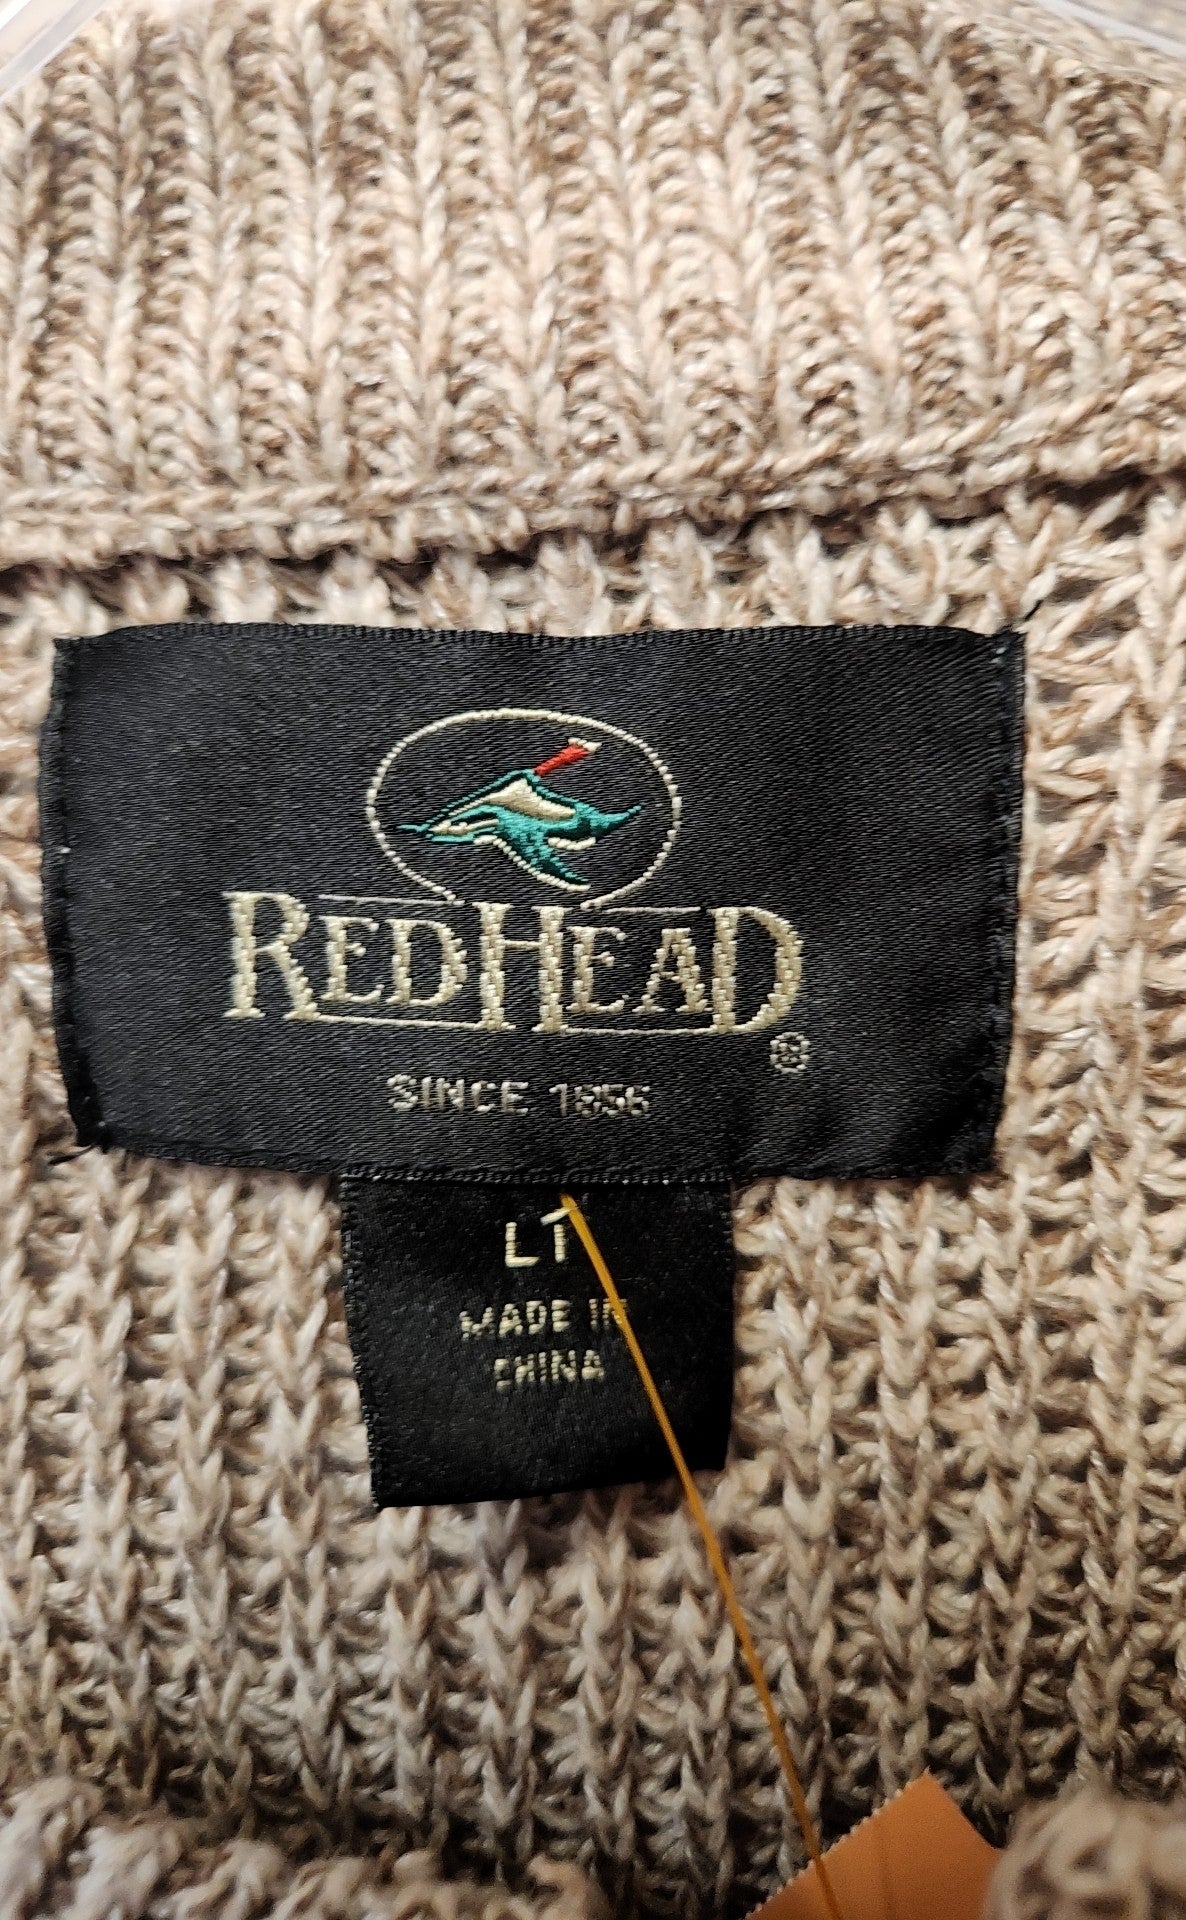 REDHEAD®
SINCE 1856
LT
MADE IN
CHINA